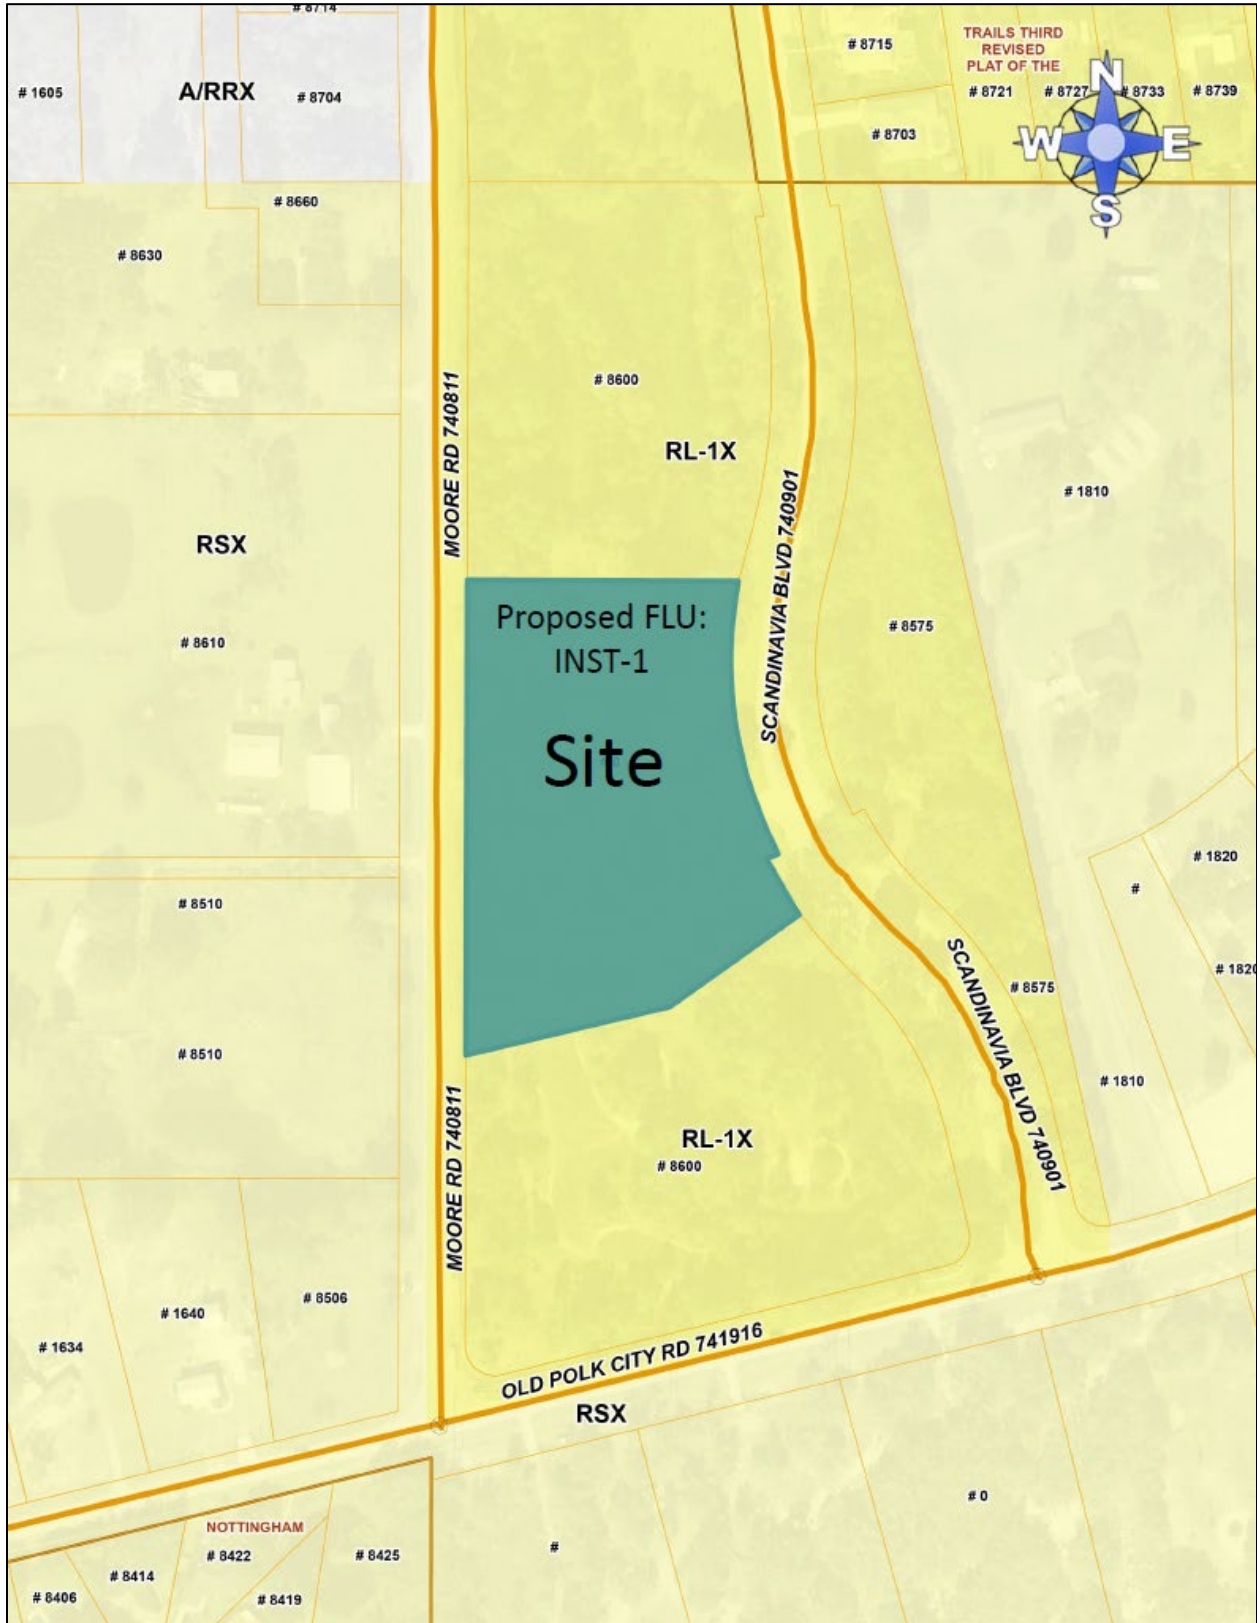 # 8714
# 1605
A/RRX
# 8704
# 8715
TRAILS THIRD
REVISED
PLAT OF THE
# 8721
# 8727
# 8733
# 8739
# 8703
N
W
E
S
# 8660
# 8630
# 8600
MOORE RD 740811
RL-1X
SCANDINAVIA BLVD 740901
# 1810
RSX
# 8610
Proposed FLU:
INST-1
Site
# 8575
# 1820
#
# 8510
# 1820
# 8575
SCANDINAVIA BLVD 740901
# 8510
# 1810
MOORE RD 740811
RL-1X
# 8600
# 8506
# 1640
# 1634
OLD POLK CITY RD 741916
RSX
# 0
NOTTINGHAM
# 8422
# 8425
#
# 8414
# 8406
# 8419